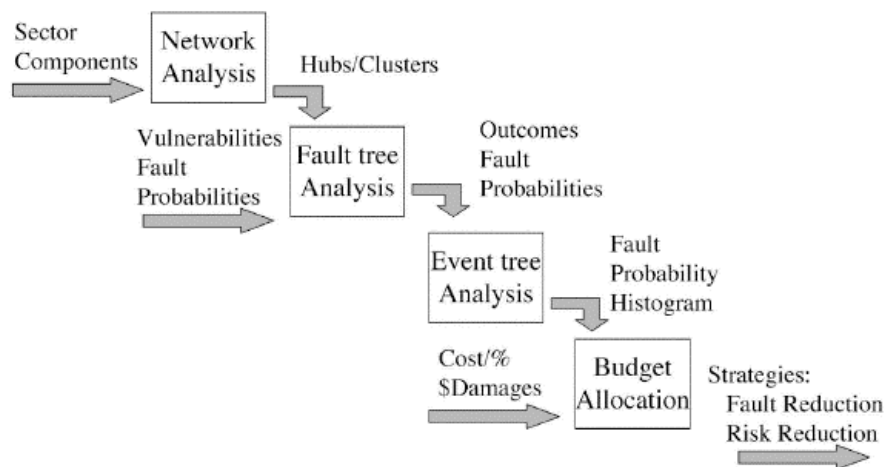 Sector
Components
Network
Analysis
Hubs/Clusters
Vulnerabilities
Fault
Probabilities
Fault tree
Analysis
Outcomes
Fault
Probabilities
Event tree
Analysis
Fault
Probability
Histogram
Cost/%
$Damages
Budget
Allocation
Strategies:
Fault Reduction
Risk Reduction